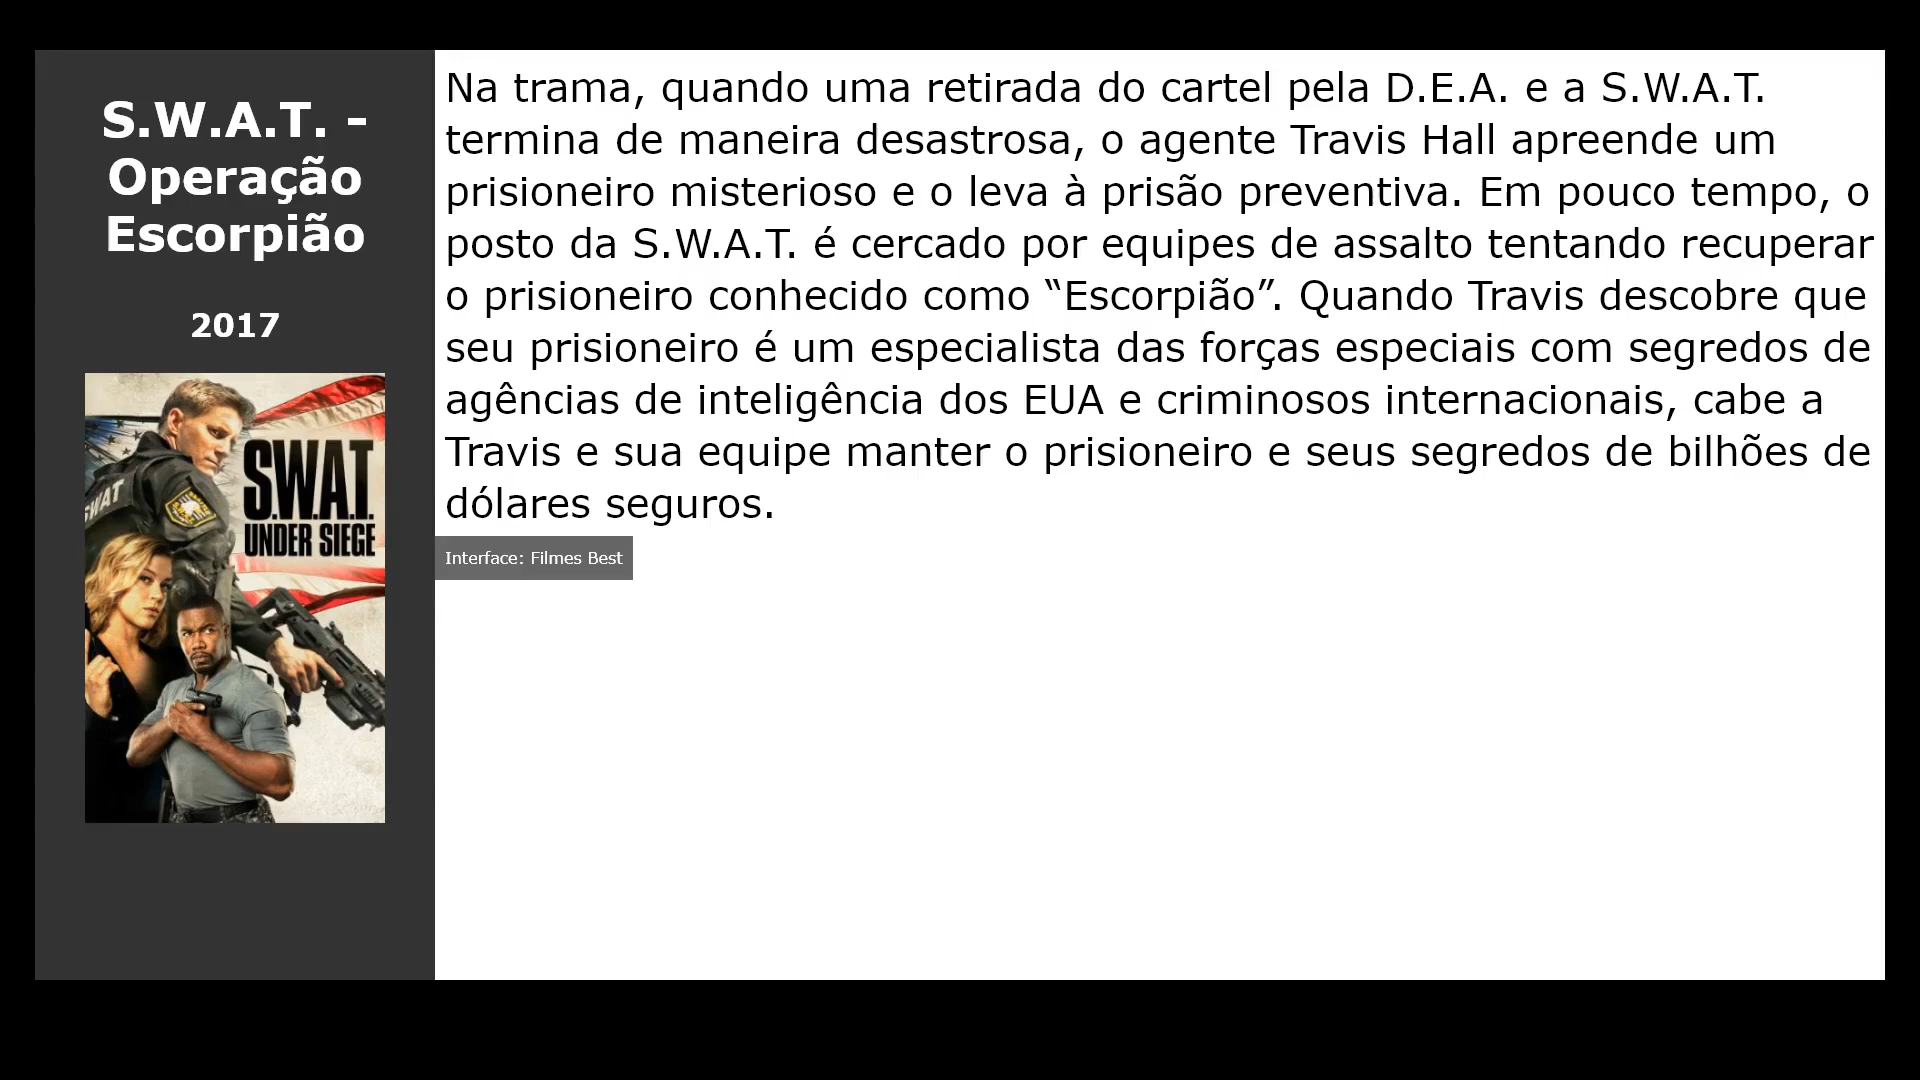 S.W.A.T. -
Operação
Escorpião
2017
SWAT
S.W.A.T.
UNDER SIEGE
Na trama, quando uma retirada do cartel pela D.E.A. e a S.W.A.T.
termina de maneira desastrosa, o agente Travis Hall apreende um
prisioneiro misterioso e o leva à prisão preventiva. Em pouco tempo, o
posto da S.W.A.T. é cercado por equipes de assalto tentando recuperar
o prisioneiro conhecido como “Escorpião”. Quando Travis descobre que
seu prisioneiro é um especialista das forças especiais com segredos de
agências de inteligência dos EUA e criminosos internacionais, cabe a
Travis e sua equipe manter o prisioneiro e seus segredos de bilhões de
dólares seguros.
Interface: Filmes Best